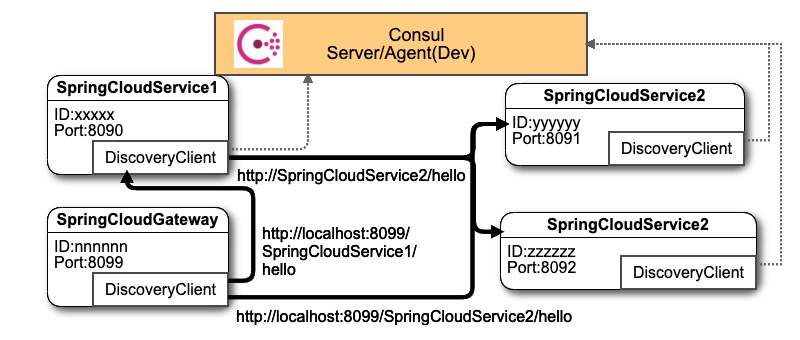 Consul
Server/Agent(Dev)
SpringCloudService1
ID:xxxxx
Port:8090
DiscoveryClient
http://SpringCloudService2/hello
SpringCloudService2
ID:yyyyyy
Port:8091
DiscoveryClient
SpringCloudGateway
ID:nnnnnn
Port:8099
DiscoveryClient
http://localhost:8099/
SpringCloudService1/
hello
SpringCloudService2
ID:zzzzzz
Port:8092
DiscoveryClient
http://localhost:8099/SpringCloudService2/hello